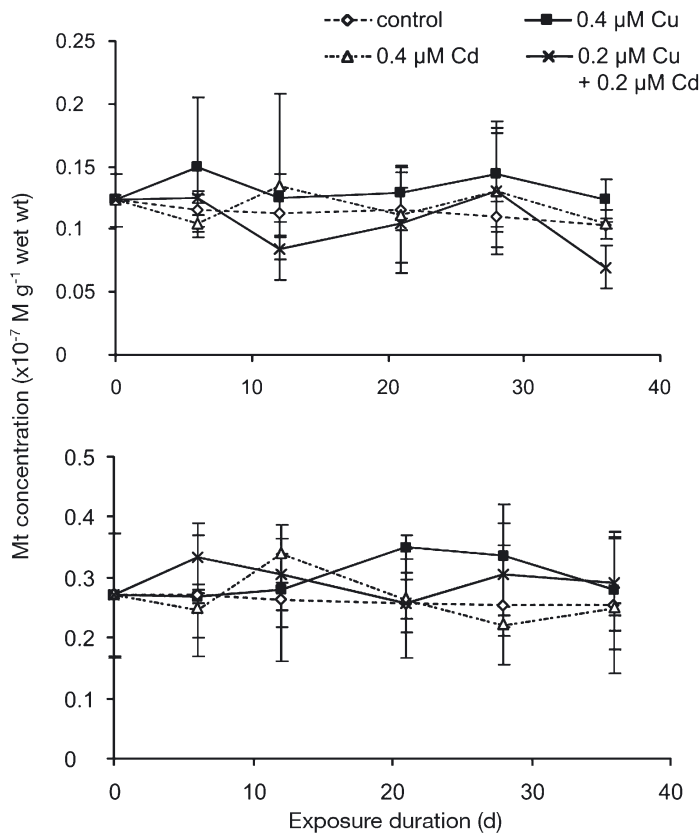 control
0.4 µM Cu
0.4 µM Cd
0.2 µM Cu
+ 0.2 µM Cd
Mt concentration (x10⁻⁷ M g⁻¹ wet wt)
0.25
0.2
0.15
0.1
0.05
0
0 10 20 30 40
0.5
0.4
0.3
0.2
0.1
0
0 10 20 30 40
Exposure duration (d)